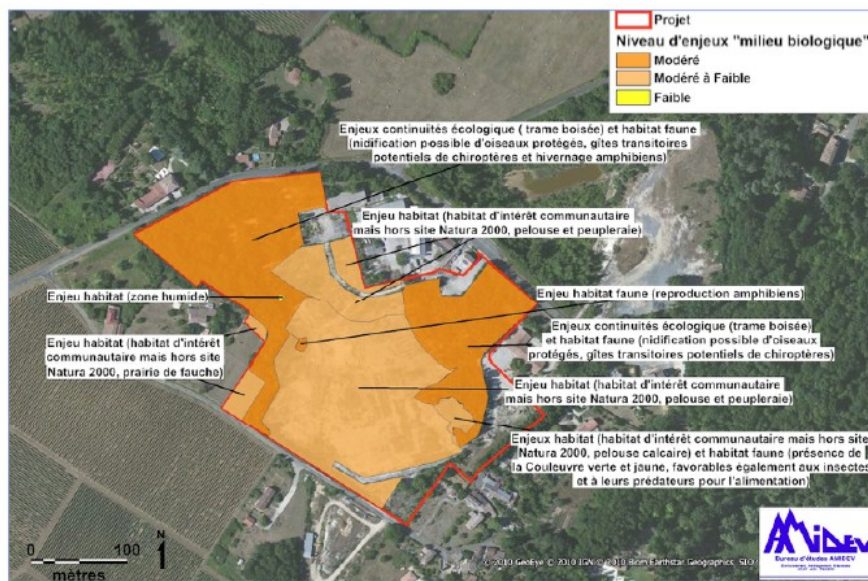 Projet
Niveau d'enjeux "milieu biologique"
Modéré
Modéré à Faible
Faible
Enjeux continuités écologique ( trame boisée) et habitat faune
(nidification possible d'oiseaux protégés, gîtes transitoires
potentiels de chiroptères et hivernage amphibiens)
Enjeu habitat (habitat d'intérêt communautaire
mais hors site Natura 2000, pelouse et peupleraie)
Enjeu habitat (zone humide)
Enjeu habitat faune (reproduction amphibiens)
Enjeu habitat (habitat d'intérêt
communautaire mais hors site
Natura 2000, prairie de fauche)
Enjeux continuités écologique (trame boisée)
et habitat faune (nidification possible d'oiseaux
protégés, gîtes transitoires potentiels de chiroptères)
Enjeu habitat (habitat d'intérêt communautaire
mais hors site Natura 2000, pelouse et peupleraie)
Enjeux habitat (habitat d'intérêt communautaire mais hors site
Natura 2000, pelouse calcaire) et habitat faune (présence de
la Couleuvre verte et jaune, favorables également aux insectes
et à leurs prédateurs pour l'alimentation)
0 100
mètres
N
© 2010 GeoEye © 2010 IGN © 2010 Earthstar Geographics, SIO
AMIDEV
Bureau d'études AMIDEV